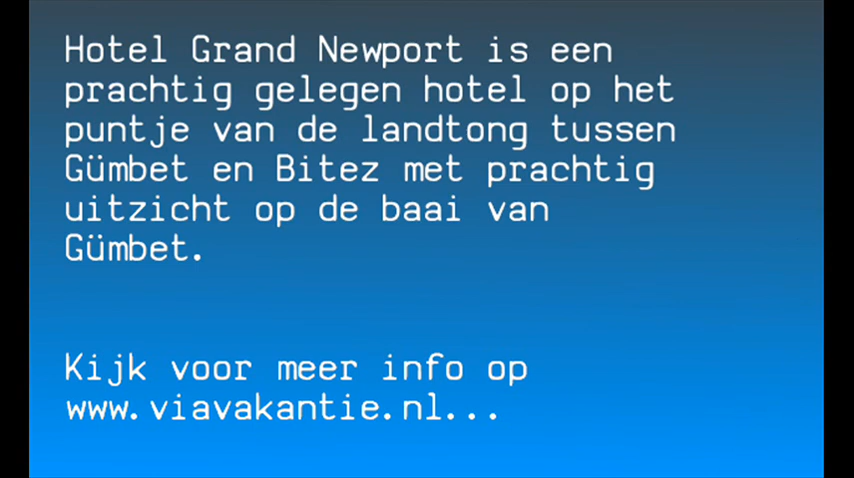 Hotel Grand Newport is een
prachtig gelegen hotel op het
puntje van de landtong tussen
Gümbet en Bitez met prachtig
uitzicht op de baai van
Gümbet.
Kijk voor meer info op
www.viavakantie.nl...